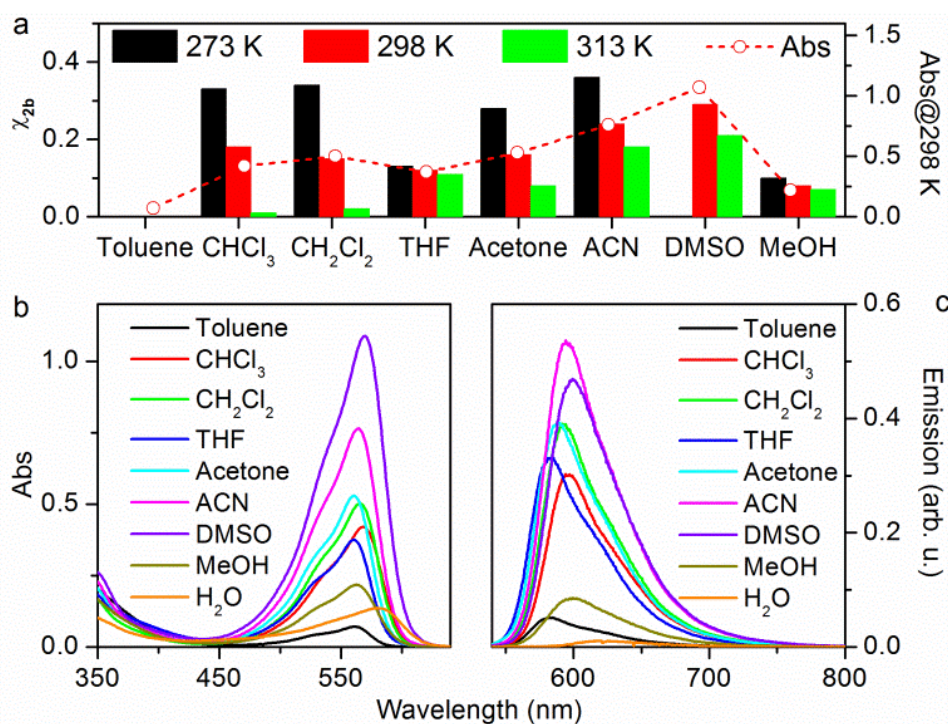 a
273 K 298 K 313 K Abs
χ2b
0.4
0.2
0.0
1.5
1.0
0.5
0.0
Abs@298 K
Toluene CHCl3 CH2Cl2 THF Acetone ACN DMSO MeOH
b
Toluene
CHCl3
CH2Cl2
THF
Acetone
ACN
DMSO
MeOH
H2O
Abs
1.0
0.5
0.0
350 450 550
c
Toluene
CHCl3
CH2Cl2
THF
Acetone
ACN
DMSO
MeOH
H2O
0.6
0.4
0.2
0.0
Emission (arb. u.)
600 700 800
Wavelength (nm) Wavelength (nm)